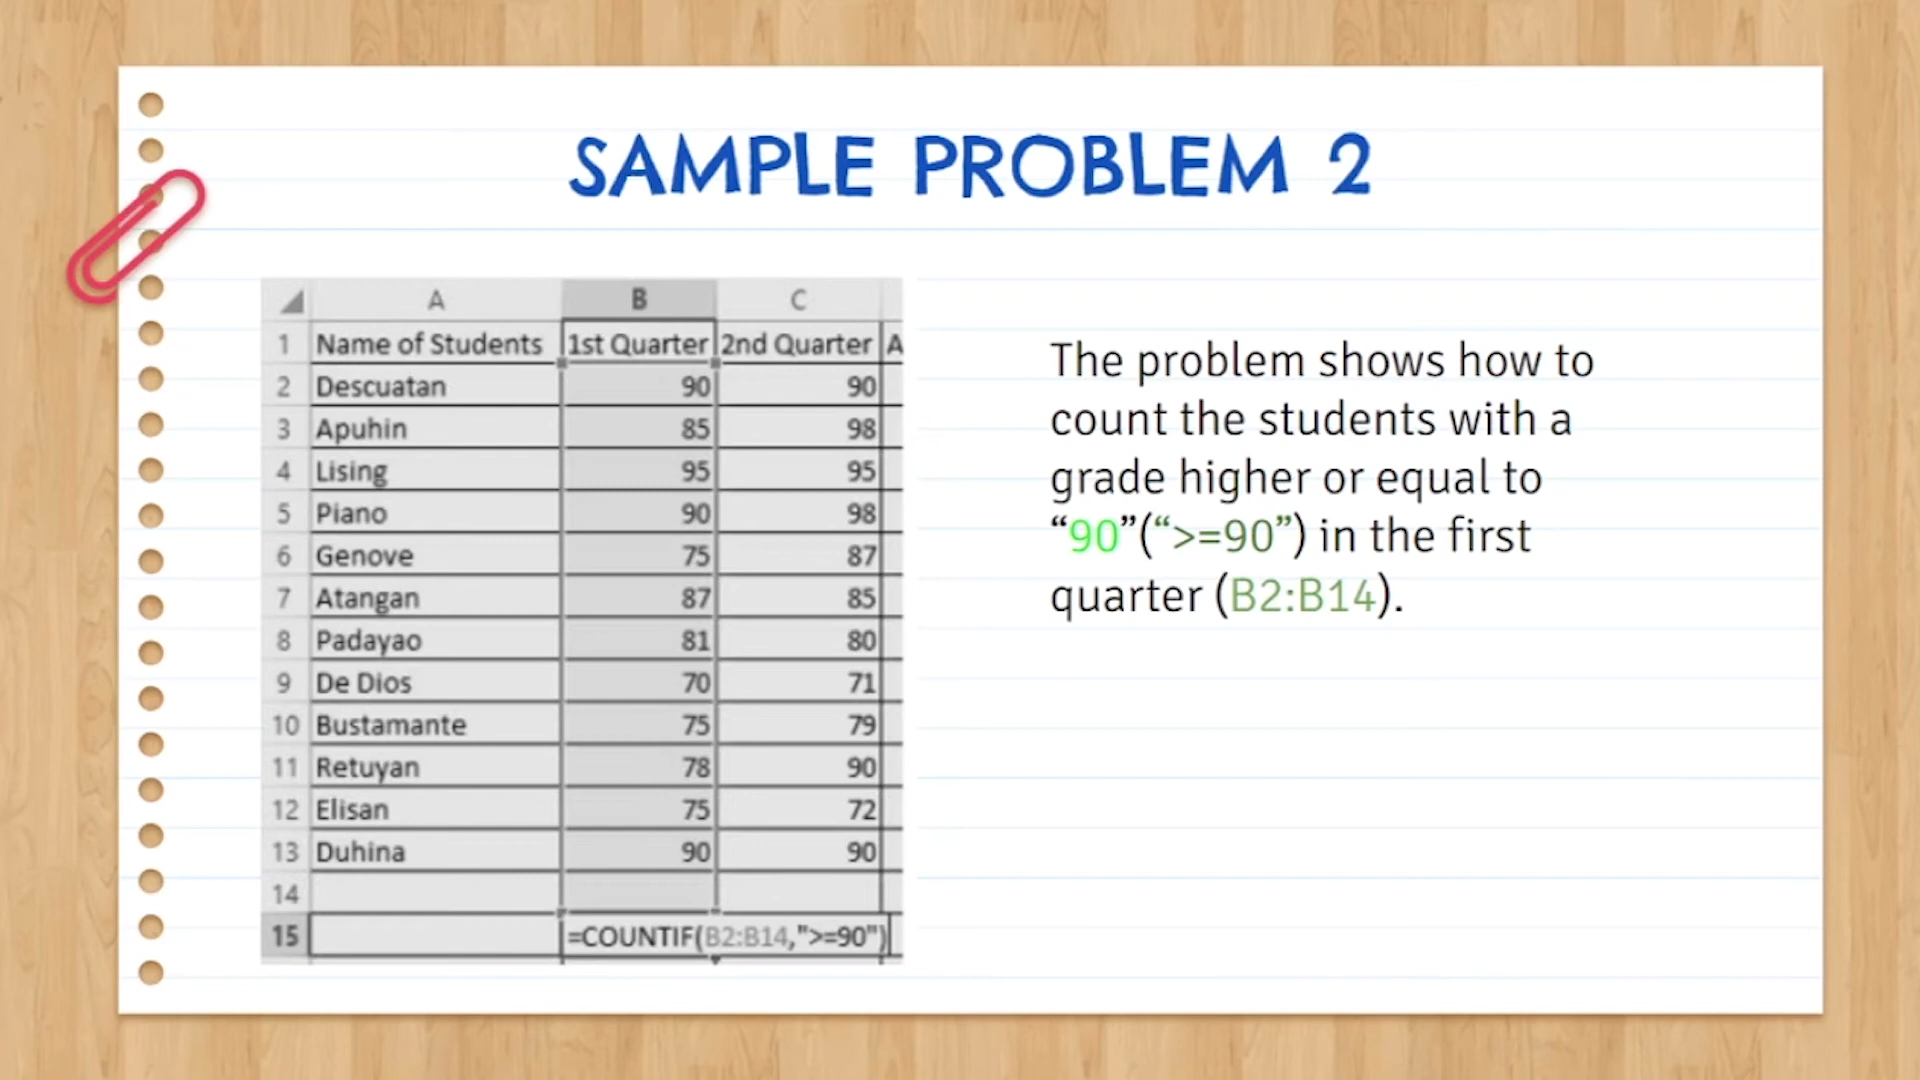 SAMPLE PROBLEM 2
A B C
1 Name of Students 1st Quarter 2nd Quarter A
2 Descuatan 90 90
3 Apuhin 85 98
4 Lising 95 95
5 Piano 90 98
6 Genove 75 87
7 Atangan 87 85
8 Padayao 81 80
9 De Dios 70 71
10 Bustamante 75 79
11 Retuyan 78 90
12 Elisan 75 72
13 Duhina 90 90
14
15 =COUNTIF(B2:B14,">=90")
The problem shows how to
count the students with a
grade higher or equal to
“90”(“>=90”) in the first
quarter (B2:B14).